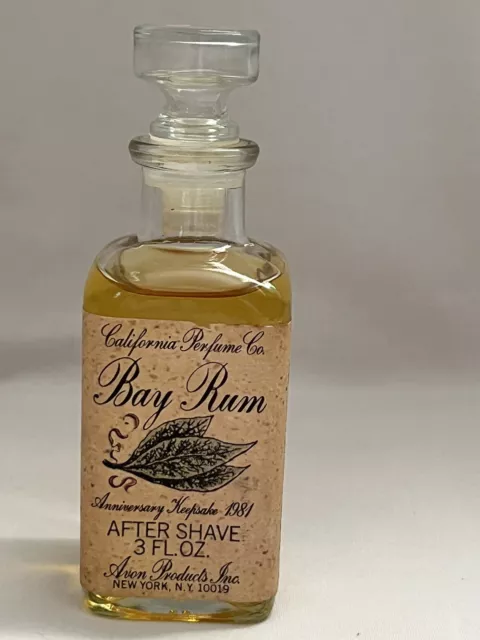 California Perfume Co.
Bay Rum
Anniversary Keepsake 1981
AFTER SHAVE
3 FL.OZ.
Avon Products Inc.
NEW YORK, N.Y. 10019